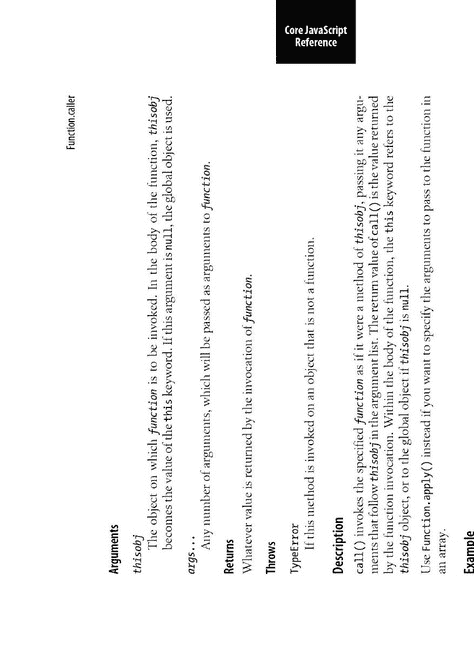 Core JavaScript
Reference
Function.caller
Arguments
thisobj
The object on which function is to be invoked. In the body of the function, thisobj
becomes the value of the this keyword. If this argument is null, the global object is used.
args...
Any number of arguments, which will be passed as arguments to function.
Returns
Whatever value is returned by the invocation of function.
Throws
TypeError
If this method is invoked on an object that is not a function.
Description
call() invokes the specified function as if it were a method of thisobj, passing it any argu-
ments that follow thisobj in the argument list. The return value of call() is the value returned
by the function invocation. Within the body of the function, the this keyword refers to the
thisobj object, or to the global object if thisobj is null.
Use Function.apply() instead if you want to specify the arguments to pass to the function in
an array.
Example